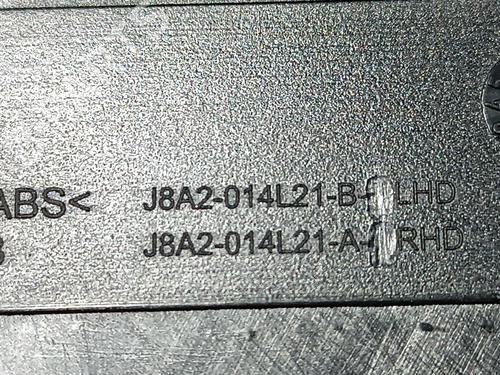 ABS< J8A2-014L21-B- LHD
J8A2-014L21-A- RHD